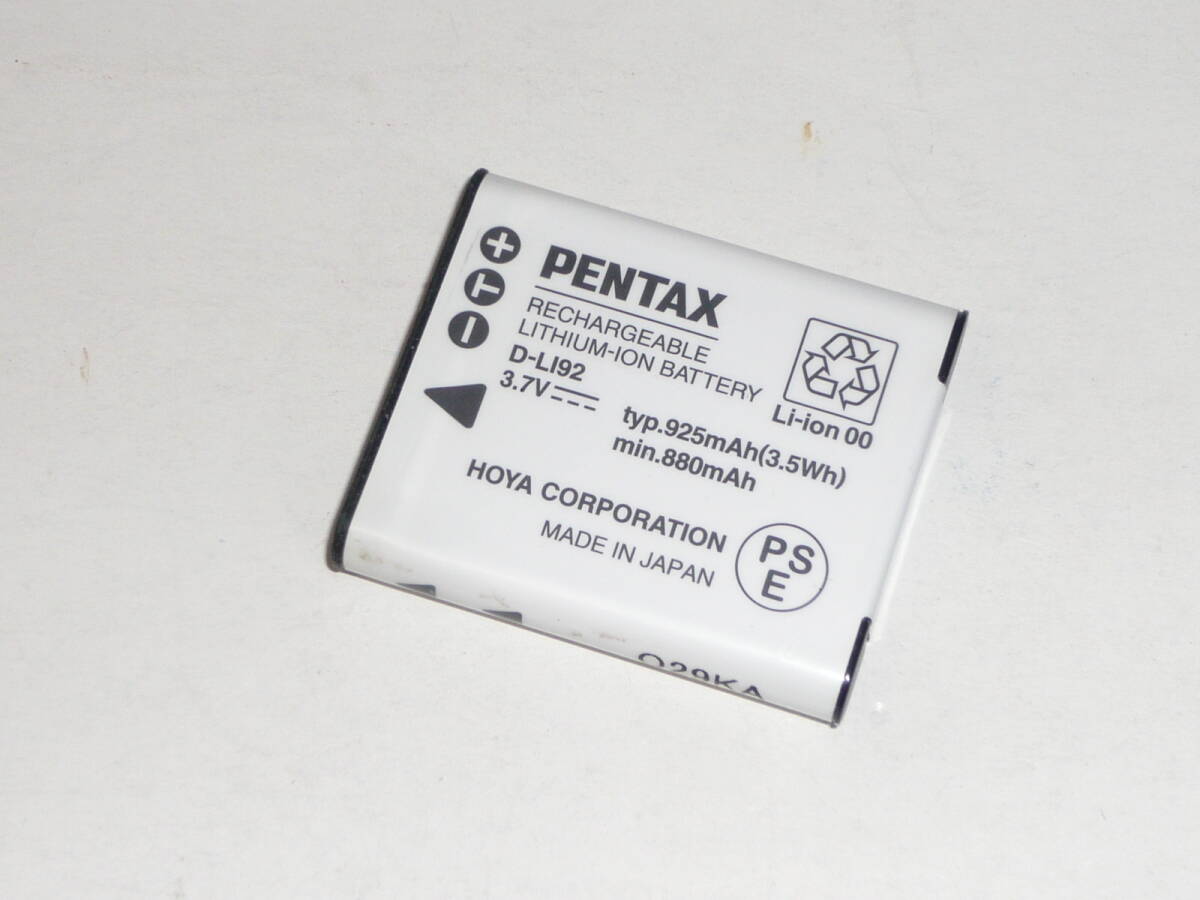 PENTAX
RECHARGEABLE
LITHIUM-ION BATTERY
D-LI92
3.7V
typ.925mAh(3.5Wh)
min.880mAh
Li-ion 00
HOYA CORPORATION
MADE IN JAPAN
PS
E